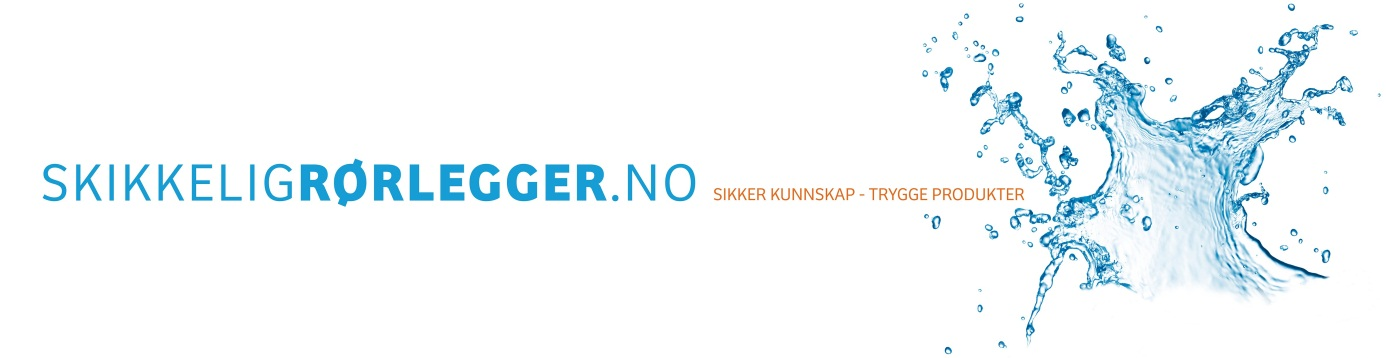 SKIKKELIGRØRLEGGER.NO SIKKER KUNNSKAP - TRYGGE PRODUKTER